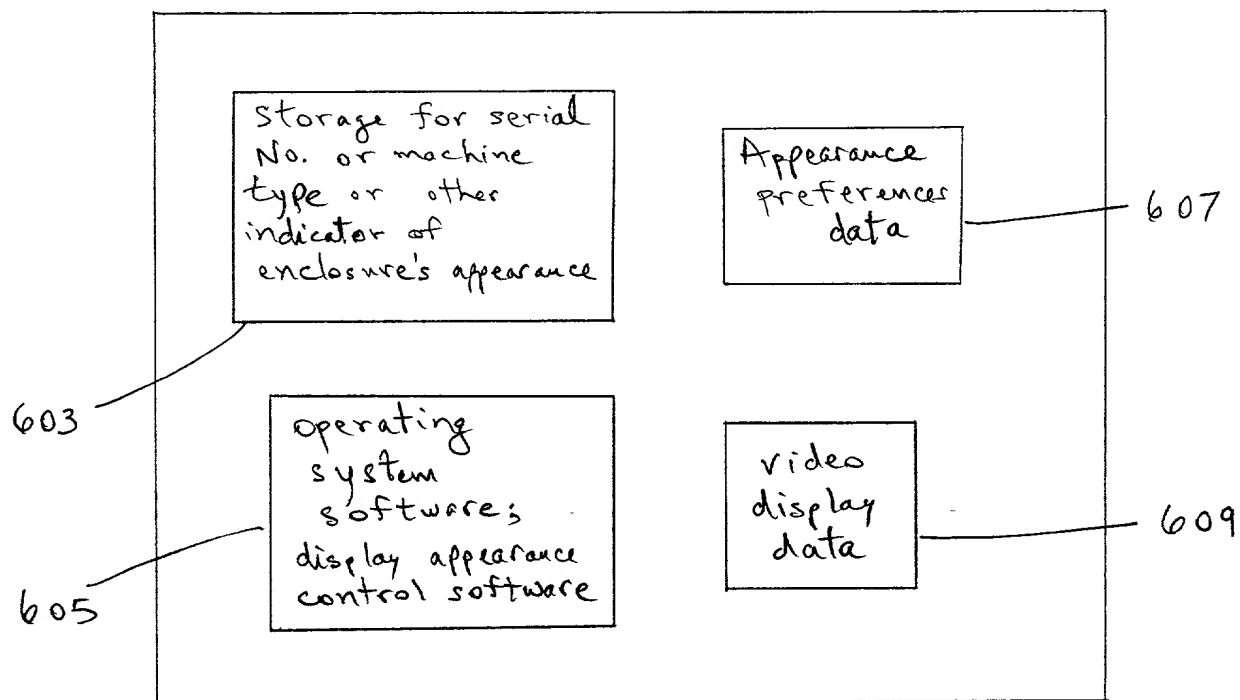 Storage for serial
No. or machine
type or other
indicator of
enclosure's appearance
Appearance
preferences
data
607
603
operating
system
software;
display appearance
control software
video
display
data
609
605